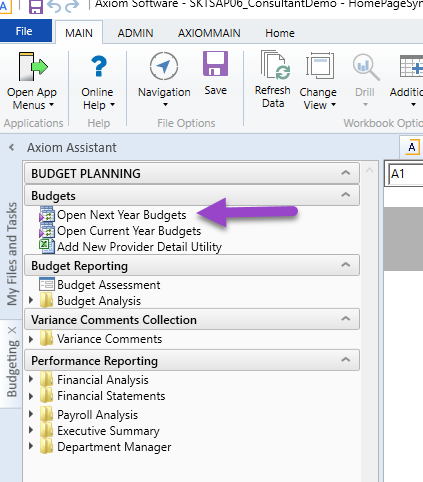 Axiom Software - SKTSAP06_ConsultantDemo - HomePageSyn
File MAIN ADMIN AXIOMMAIN Home
Open App Menus Online Help Navigation Save Refresh Data Change View Drill Additio
Applications Help File Options Workbook Optio
Axiom Assistant A
BUDGET PLANNING A1
Budgets
Open Next Year Budgets
Open Current Year Budgets
Add New Provider Detail Utility
Budget Reporting
Budget Assessment
Budget Analysis
Variance Comments Collection
Variance Comments
Performance Reporting
Financial Analysis
Financial Statements
Payroll Analysis
Executive Summary
Department Manager
My Files and Tasks
Budgeting